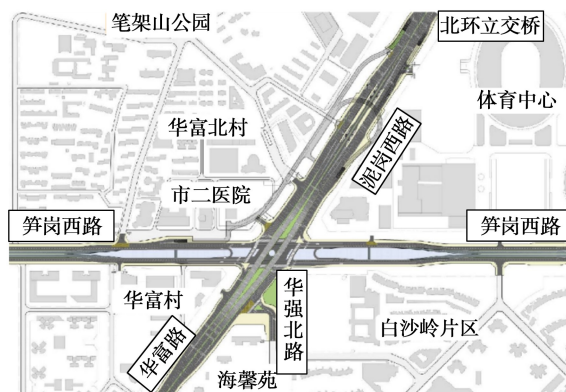 笔架山公园
北环立交桥
体育中心
华富北村
泥岗西路
市二医院
笋岗西路
笋岗西路
华富村
华强北路
白沙岭片区
华富路
海馨苑